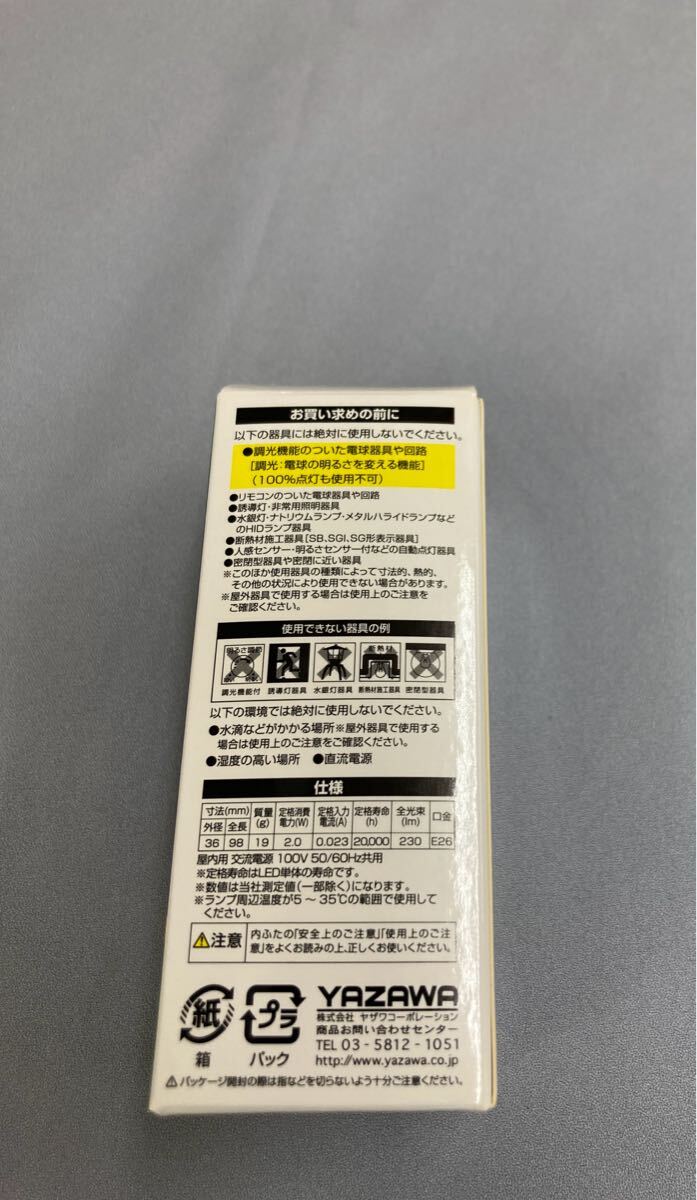 お買い求めの前に
以下の器具には絶対に使用しないでください。
●調光機能のついた電球器具や回路
[調光:電球の明るさを変える機能]
(100%点灯も使用不可)
●リモコンのついた電球器具や回路
●誘導灯・非常用照明器具
●水銀灯・ナトリウムランプ・メタルハライドランプなど
のHIDランプ器具
●断熱材施工器具[SB、SGI、SG形表示器具]
●人感センサー・明るさセンサー付などの自動点灯器具
●密閉型器具や密閉に近い器具
※このほか使用器具の種類によって寸法的、熱的、
その他の状況により使用できない場合があります。
※屋外器具で使用する場合は使用上のご注意を
ご確認ください。
使用できない器具の例
明るさ調節 断熱材
調光機能付 誘導灯器具 水銀灯器具 断熱材施工器具 密閉型器具
以下の環境では絶対に使用しないでください。
●水滴などがかかる場所※屋外器具で使用する
場合は使用上のご注意をご確認ください。
●湿度の高い場所 ●直流電源
仕様
寸法(mm) 質量(g) 定格消費電力(W) 定格入力電流(A) 定格寿命(h) 全光束(lm) 口金
外径 全長
36 98 19 2.0 0.023 20,000 230 E26
屋内用 交流電源 100V 50/60Hz共用
※定格寿命はLED単体の寿命です。
※数値は当社測定値(一部除く)になります。
※ランプ周辺温度が5~35℃の範囲で使用して
ください。
注意 内ふたの「安全上のご注意」「使用上のご注
意」をよくお読みの上、正しくお使いください。
紙 プラ YAZAWA
株式会社 ヤザワコーポレーション
商品お問い合わせセンター
箱 パック TEL 03-5812-1051
http://www.yazawa.co.jp
パッケージ開封の際は指などを切らないよう十分ご注意ください。